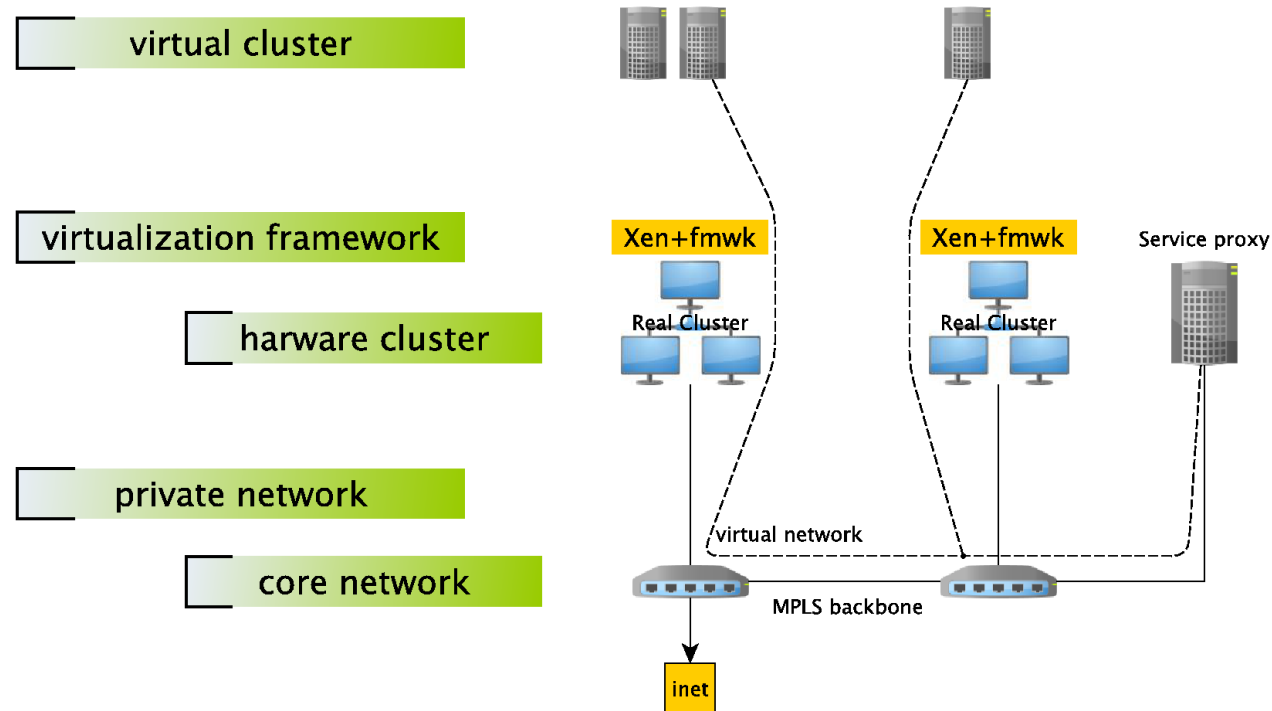 virtual cluster
virtualization framework
Xen+fmwk
Xen+fmwk
Service proxy
harware cluster
Real Cluster
Real Cluster
private network
virtual network
core network
MPLS backbone
inet